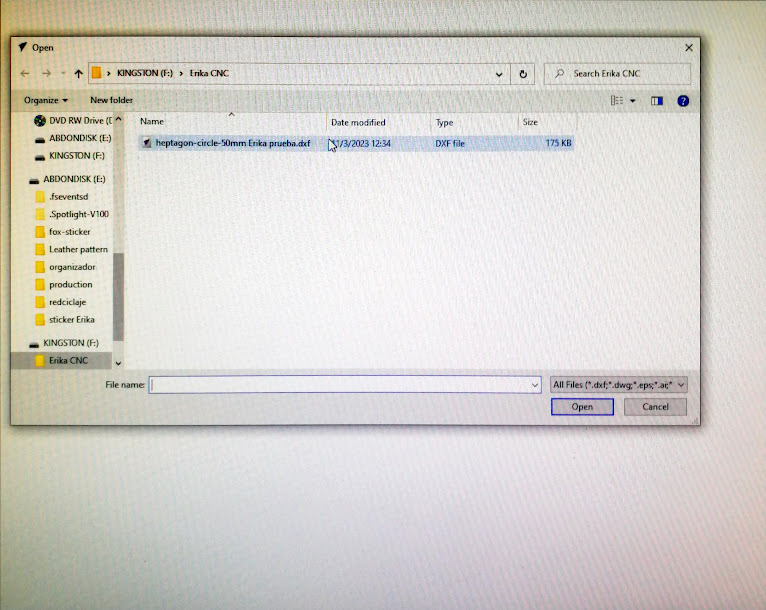 Open
KINGSTON (F:) › Erika CNC
Search Erika CNC
Organize
New folder
Name
Date modified
Type
Size
heptagon-circle-50mm Erika prueba.dxf
1/3/2023 12:34
DXF file
175 KB
DVD RW Drive (
ABDONDISK (E:)
KINGSTON (F:)
ABDONDISK (E:)
.fseventsd
.Spotlight-V100
fox-sticker
Leather pattern
organizador
production
redciclaje
sticker Erika
KINGSTON (F:)
Erika CNC
File name:
All Files (*.dxf;*.dwg;*.eps;*.ai;*
Open
Cancel